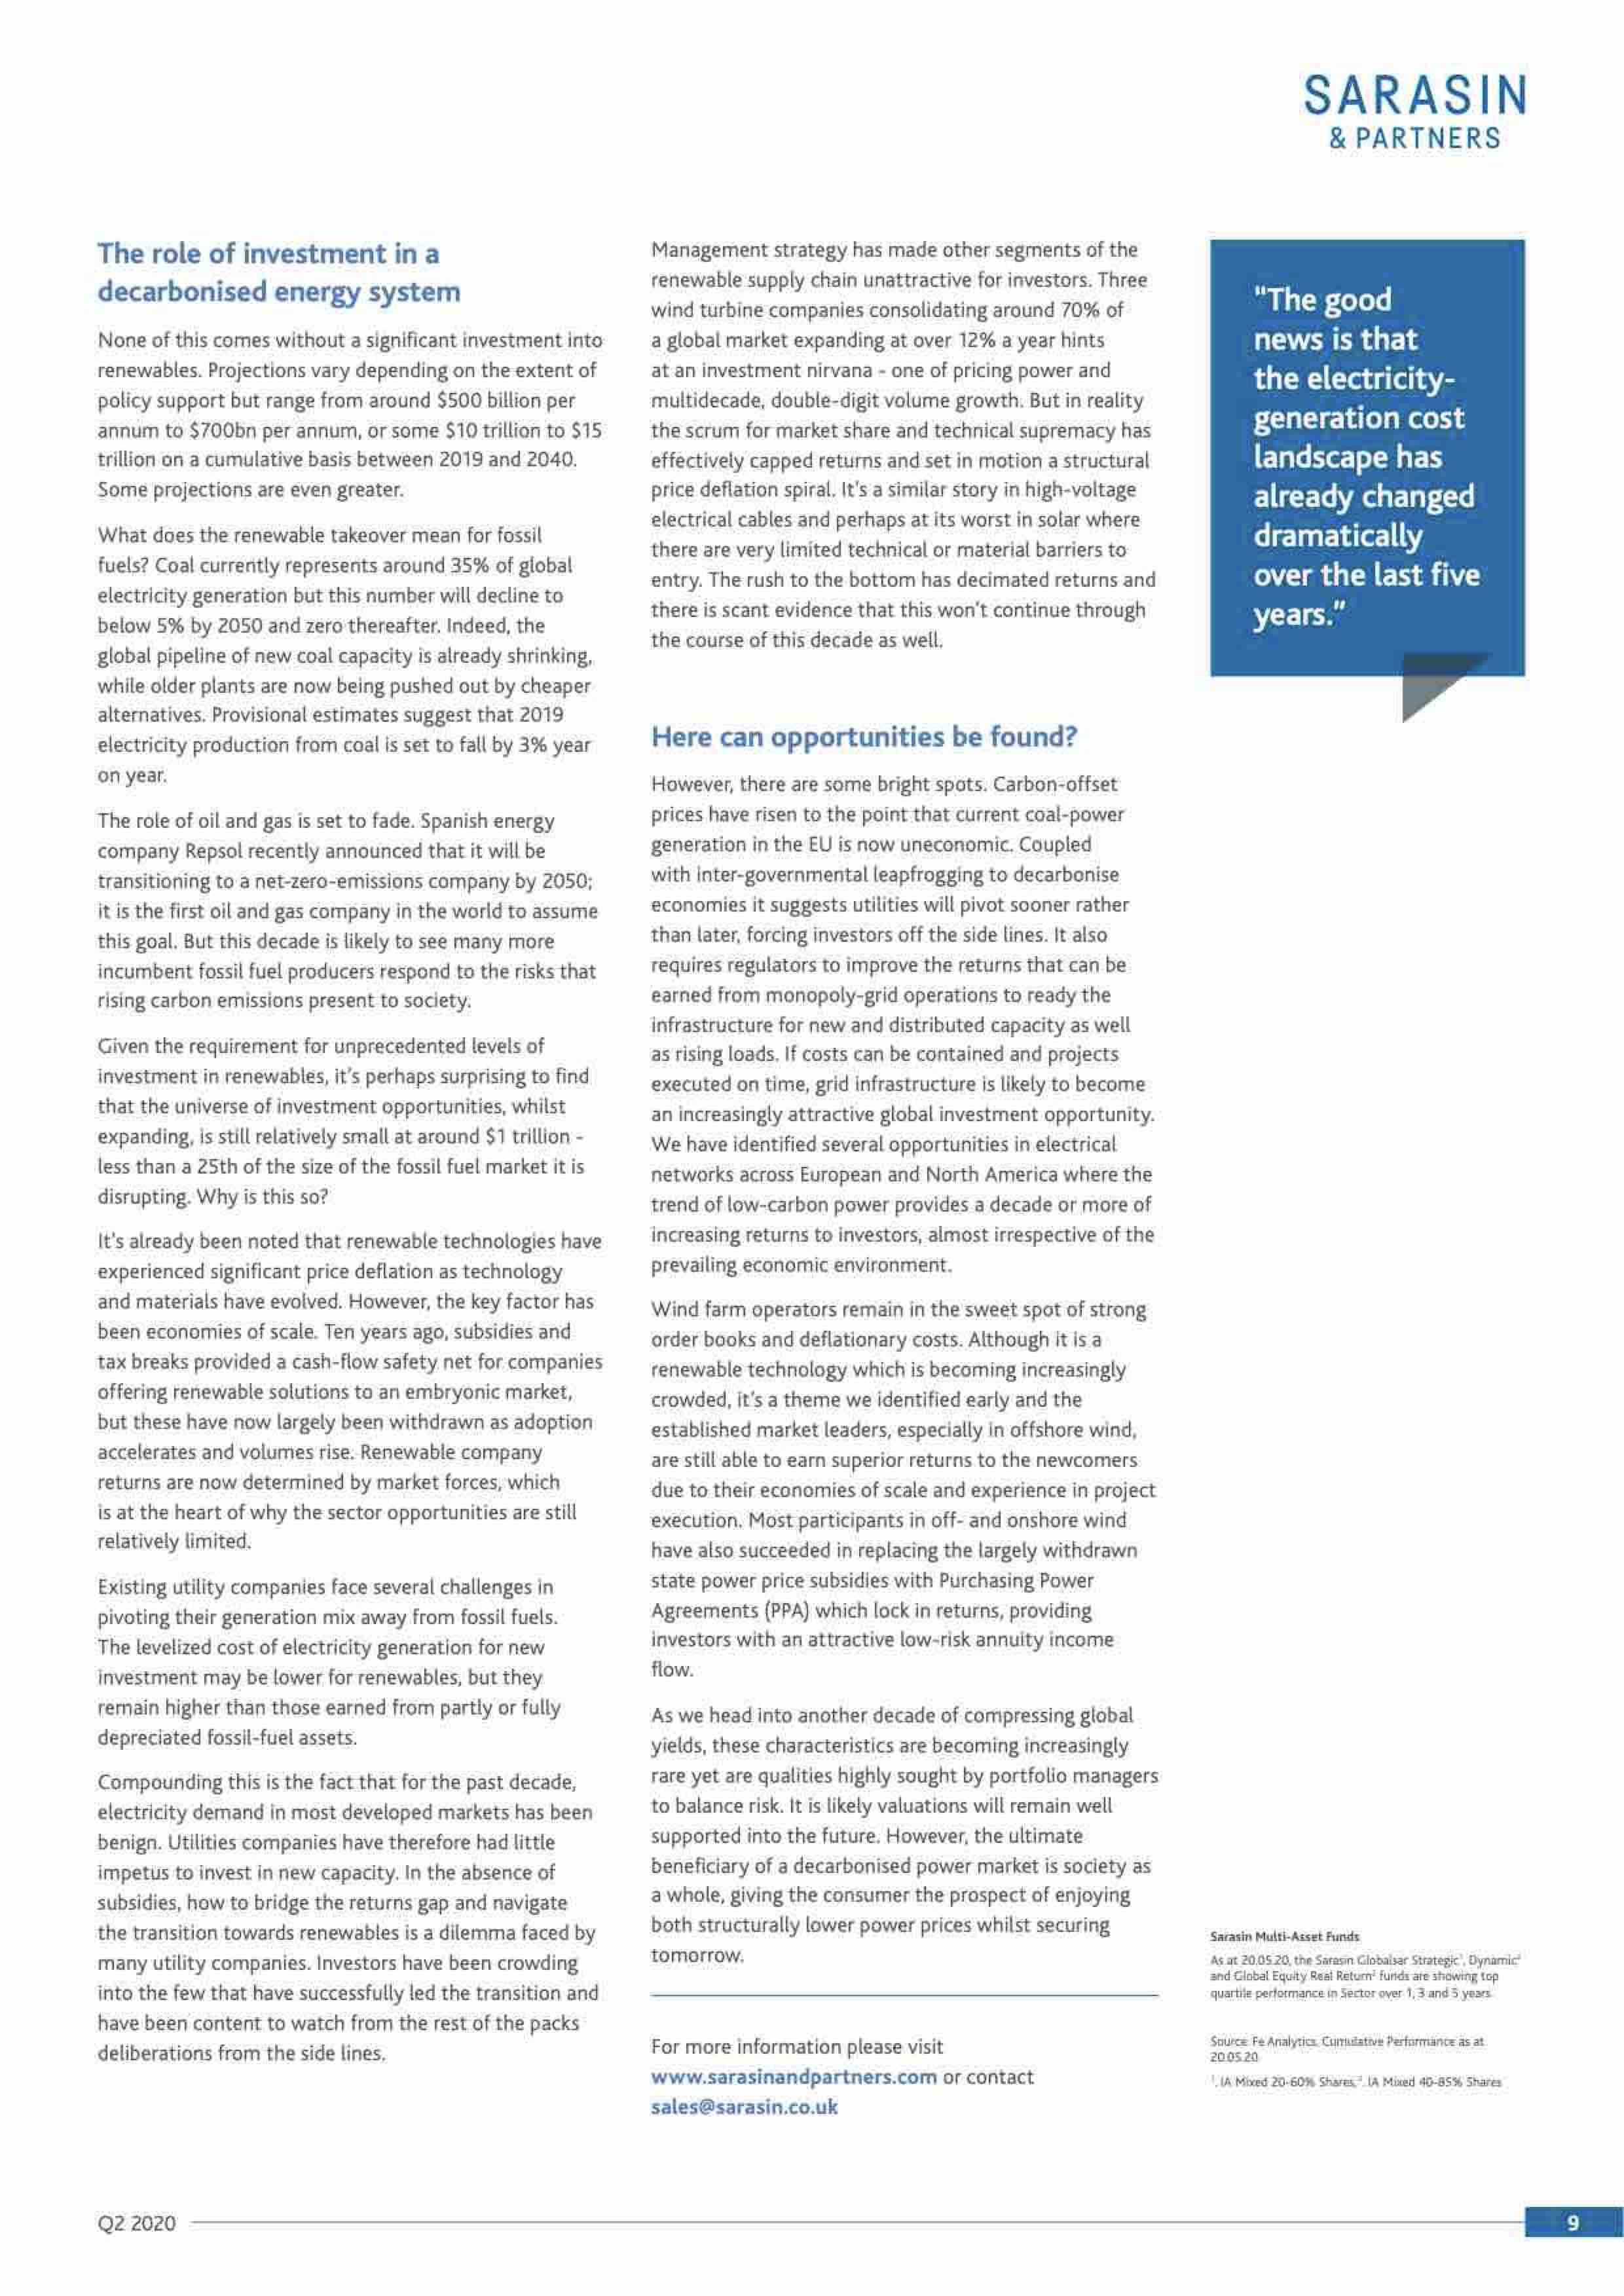 SARASIN
& PARTNERS
The role of investment in a
decarbonised energy system
None of this comes without a significant investment into
renewables. Projections vary depending on the extent of
policy support but range from around $500 billion per
annum to $700bn per annum, or some $10 trillion to $15
trillion on a cumulative basis between 2019 and 2040.
Some projections are even greater.
What does the renewable takeover mean for fossil
fuels? Coal currently represents around 35% of global
electricity generation but this number will decline to
below 5% by 2050 and zero thereafter. Indeed, the
global pipeline of new coal capacity is already shrinking,
while older plants are now being pushed out by cheaper
alternatives. Provisional estimates suggest that 2019
electricity production from coal is set to fall by 3% year
on year.
The role of oil and gas is set to fade. Spanish energy
company Repsol recently announced that it will be
transitioning to a net-zero-emissions company by 2050;
it is the first oil and gas company in the world to assume
this goal. But this decade is likely to see many more
incumbent fossil fuel producers respond to the risks that
rising carbon emissions present to society.
Given the requirement for unprecedented levels of
investment in renewables, it's perhaps surprising to find
that the universe of investment opportunities, whilst
expanding, is still relatively small at around $1 trillion -
less than a 25th of the size of the fossil fuel market it is
disrupting. Why is this so?
It's already been noted that renewable technologies have
experienced significant price deflation as technology
and materials have evolved. However, the key factor has
been economies of scale. Ten years ago, subsidies and
tax breaks provided a cash-flow safety net for companies
offering renewable solutions to an embryonic market,
but these have now largely been withdrawn as adoption
accelerates and volumes rise. Renewable company
returns are now determined by market forces, which
is at the heart of why the sector opportunities are still
relatively limited.
Existing utility companies face several challenges in
pivoting their generation mix away from fossil fuels.
The levelized cost of electricity generation for new
investment may be lower for renewables, but they
remain higher than those earned from partly or fully
depreciated fossil-fuel assets.
Compounding this is the fact that for the past decade,
electricity demand in most developed markets has been
benign. Utilities companies have therefore had little
impetus to invest in new capacity. In the absence of
subsidies, how to bridge the returns gap and navigate
the transition towards renewables is a dilemma faced by
many utility companies. Investors have been crowding
into the few that have successfully led the transition and
have been content to watch from the rest of the packs
deliberations from the side lines.
Management strategy has made other segments of the
renewable supply chain unattractive for investors. Three
wind turbine companies consolidating around 70% of
a global market expanding at over 12% a year hints
at an investment nirvana - one of pricing power and
multidecade, double-digit volume growth. But in reality
the scrum for market share and technical supremacy has
effectively capped returns and set in motion a structural
price deflation spiral. It's a similar story in high-voltage
electrical cables and perhaps at its worst in solar where
there are very limited technical or material barriers to
entry. The rush to the bottom has decimated returns and
there is scant evidence that this won't continue through
the course of this decade as well.
Here can opportunities be found?
However, there are some bright spots. Carbon-offset
prices have risen to the point that current coal-power
generation in the EU is now uneconomic. Coupled
with inter-governmental leapfrogging to decarbonise
economies it suggests utilities will pivot sooner rather
than later, forcing investors off the side lines. It also
requires regulators to improve the returns that can be
earned from monopoly-grid operations to ready the
infrastructure for new and distributed capacity as well
as rising loads. If costs can be contained and projects
executed on time, grid infrastructure is likely to become
an increasingly attractive global investment opportunity.
We have identified several opportunities in electrical
networks across European and North America where the
trend of low-carbon power provides a decade or more of
increasing returns to investors, almost irrespective of the
prevailing economic environment.
Wind farm operators remain in the sweet spot of strong
order books and deflationary costs. Although it is a
renewable technology which is becoming increasingly
crowded, it's a theme we identified early and the
established market leaders, especially in offshore wind,
are still able to earn superior returns to the newcomers
due to their economies of scale and experience in project
execution. Most participants in off- and onshore wind
have also succeeded in replacing the largely withdrawn
state power price subsidies with Purchasing Power
Agreements (PPA) which lock in returns, providing
investors with an attractive low-risk annuity income
flow.
As we head into another decade of compressing global
yields, these characteristics are becoming increasingly
rare yet are qualities highly sought by portfolio managers
to balance risk. It is likely valuations will remain well
supported into the future. However, the ultimate
beneficiary of a decarbonised power market is society as
a whole, giving the consumer the prospect of enjoying
both structurally lower power prices whilst securing
tomorrow.
For more information please visit
www.sarasinandpartners.com or contact
sales@sarasin.co.uk
"The good
news is that
the electricity-
generation cost
landscape has
already changed
dramatically
over the last five
years."
Sarasin Multi-Asset Funds
As at 20.05.20, the Sarasin Globalsar Strategic¹, Dynamic²
and Global Equity Real Return² funds are showing top
quartile performance in Sector over 1, 3 and 5 years.
Source: Fe Analytics. Cumulative Performance as at
20.05.20
¹. IA Mixed 20-60% Shares, ². IA Mixed 40-85% Shares
Q2 2020
9